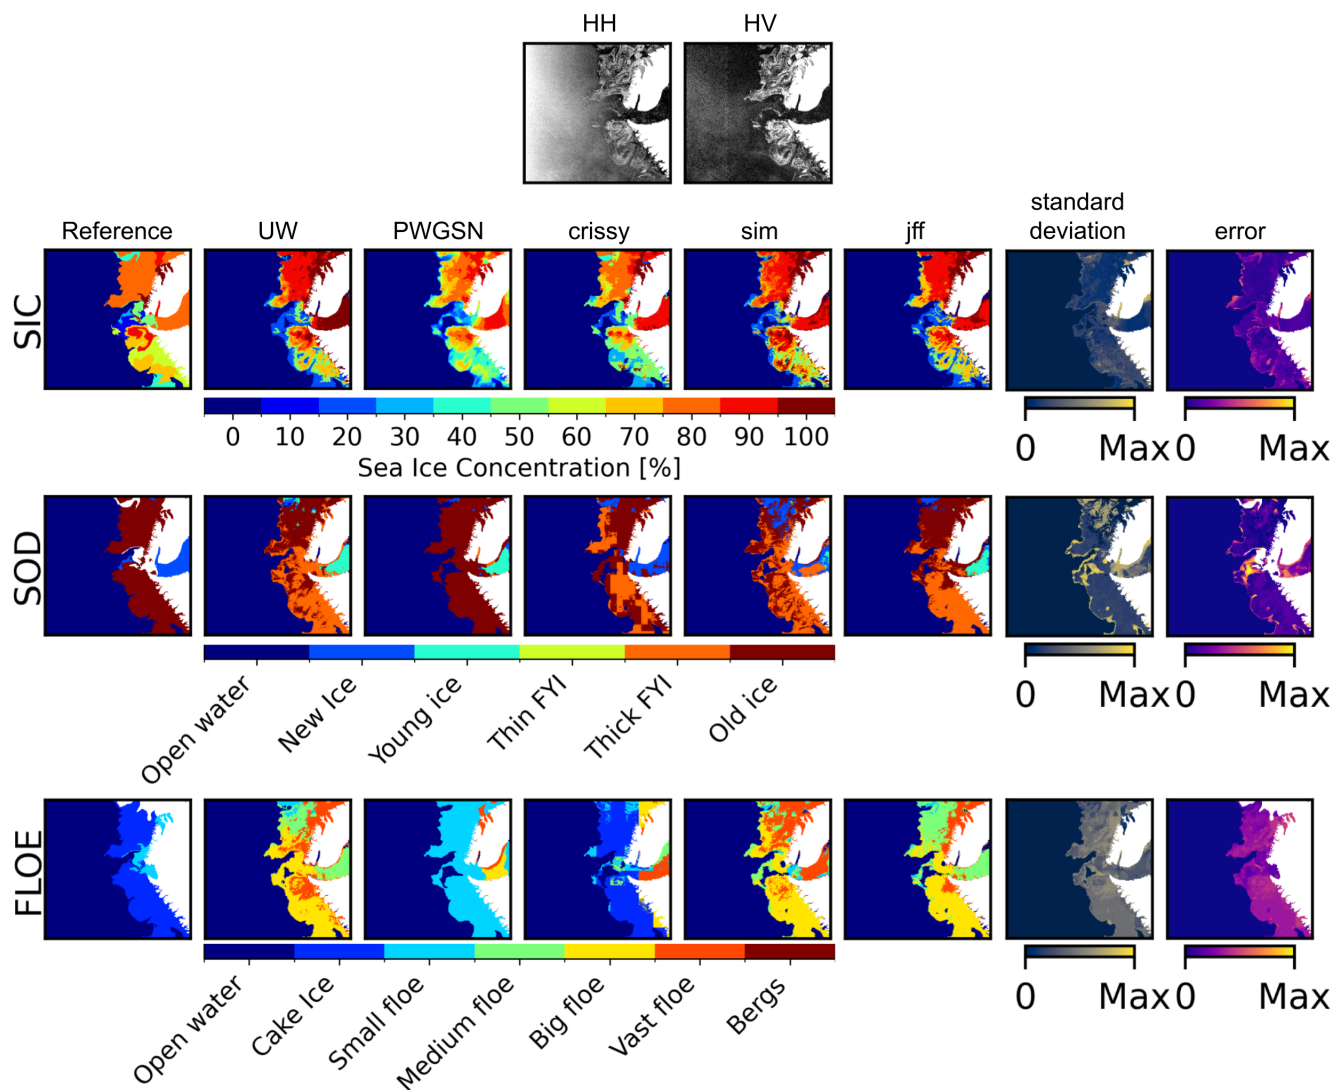 HH HV
Reference UW PWGSN crissy sim jff standard deviation error
SIC
0 10 20 30 40 50 60 70 80 90 100
Sea Ice Concentration [%]
0 Max 0 Max
SOD
Open water New Ice Young ice Thin FYI Thick FYI Old ice
0 Max 0 Max
FLOE
Open water Cake Ice Small floe Medium floe Big floe Vast floe Bergs
0 Max 0 Max